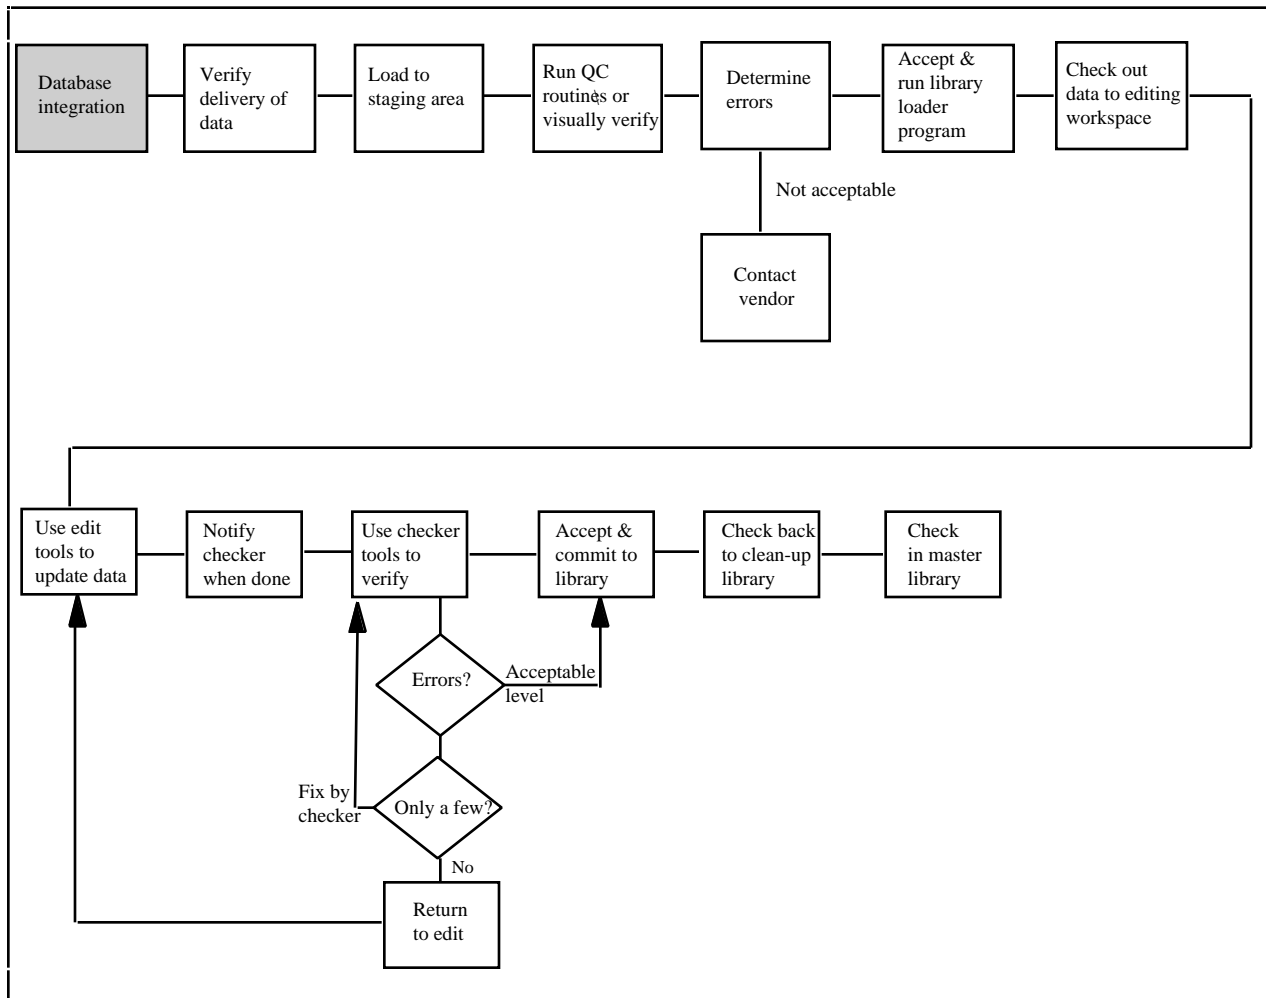 Database
integration
Verify
delivery of
data
Load to
staging area
Run QC
routines or
visually verify
Determine
errors
Accept &
run library
loader
program
Check out
data to editing
workspace
Not acceptable
Contact
vendor
Use edit
tools to
update data
Notify
checker
when done
Use checker
tools to
verify
Accept &
commit to
library
Check back
to clean-up
library
Check
in master
library
Errors?
Acceptable
level
Fix by
checker
Only a few?
No
Return
to edit